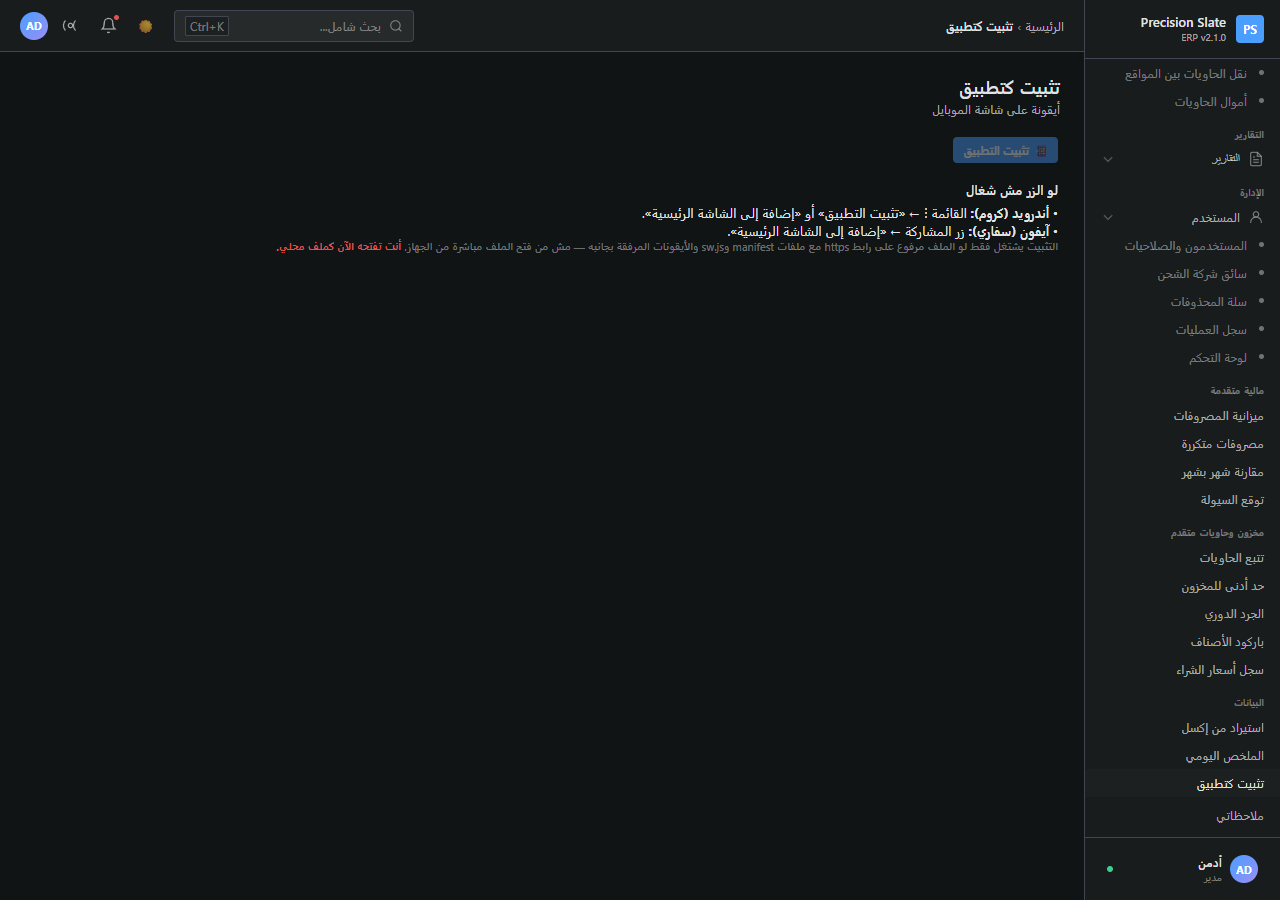 Precision Slate
ERP v2.1.0
PS
الرئيسية › تثبيت كتطبيق
بحث شامل... Ctrl+K
AD
نقل الحاويات بين المواقع
أموال الحاويات
التقارير
التقارير
الإدارة
المستخدم
المستخدمون والصلاحيات
سائق شركة الشحن
سلة المحذوفات
سجل العمليات
لوحة التحكم
مالية متقدمة
ميزانية المصروفات
مصروفات متكررة
مقارنة شهر بشهر
توقع السيولة
مخزون وحاويات متقدم
تتبع الحاويات
حد أدنى للمخزون
الجرد الدوري
باركود الأصناف
سجل أسعار الشراء
البيانات
استيراد من إكسل
الملخص اليومي
تثبيت كتطبيق
ملاحظاتي
أدمن
مدير
AD
تثبيت كتطبيق
أيقونة على شاشة الموبايل
تثبيت التطبيق
لو الزر مش شغال
• أندرويد (كروم): القائمة ⋮ ← «تثبيت التطبيق» أو «إضافة إلى الشاشة الرئيسية».
• آيفون (سفاري): زر المشاركة ← «إضافة إلى الشاشة الرئيسية».
التثبيت يشتغل فقط لو الملف مرفوع على رابط https مع ملفات manifest وsw.js والأيقونات المرفقة بجانبه — مش من فتح الملف مباشرة من الجهاز. أنت تفتحه الآن كملف محلي.